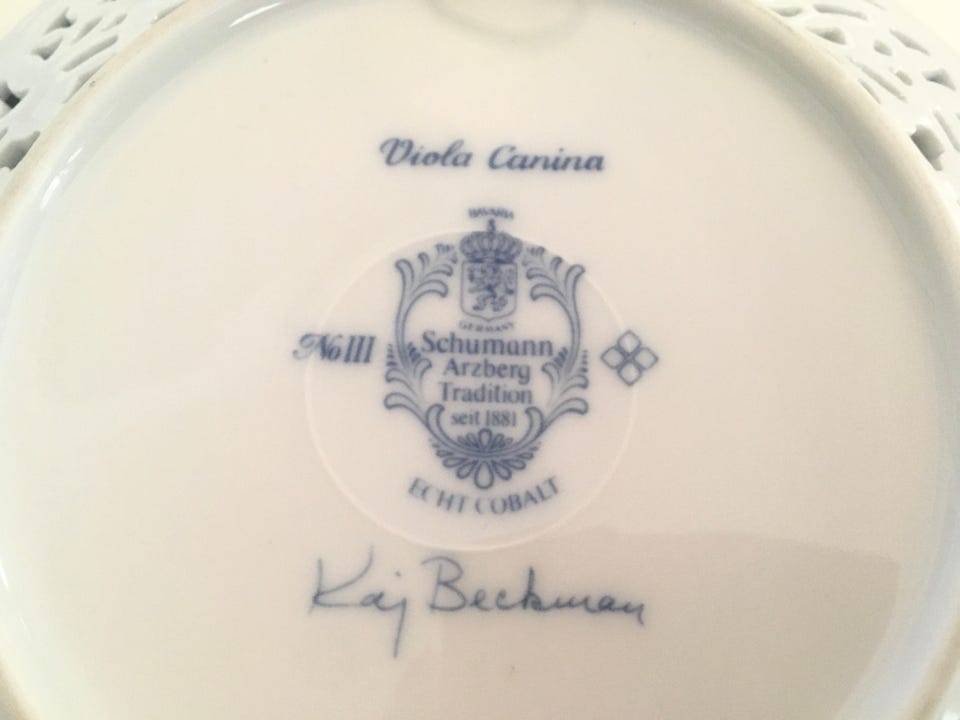 Viola Canina
BAVARIA
GERMANY
No III
Schumann
Arzberg
Tradition
seit 1881
ECHT COBALT
Kaj Beckman